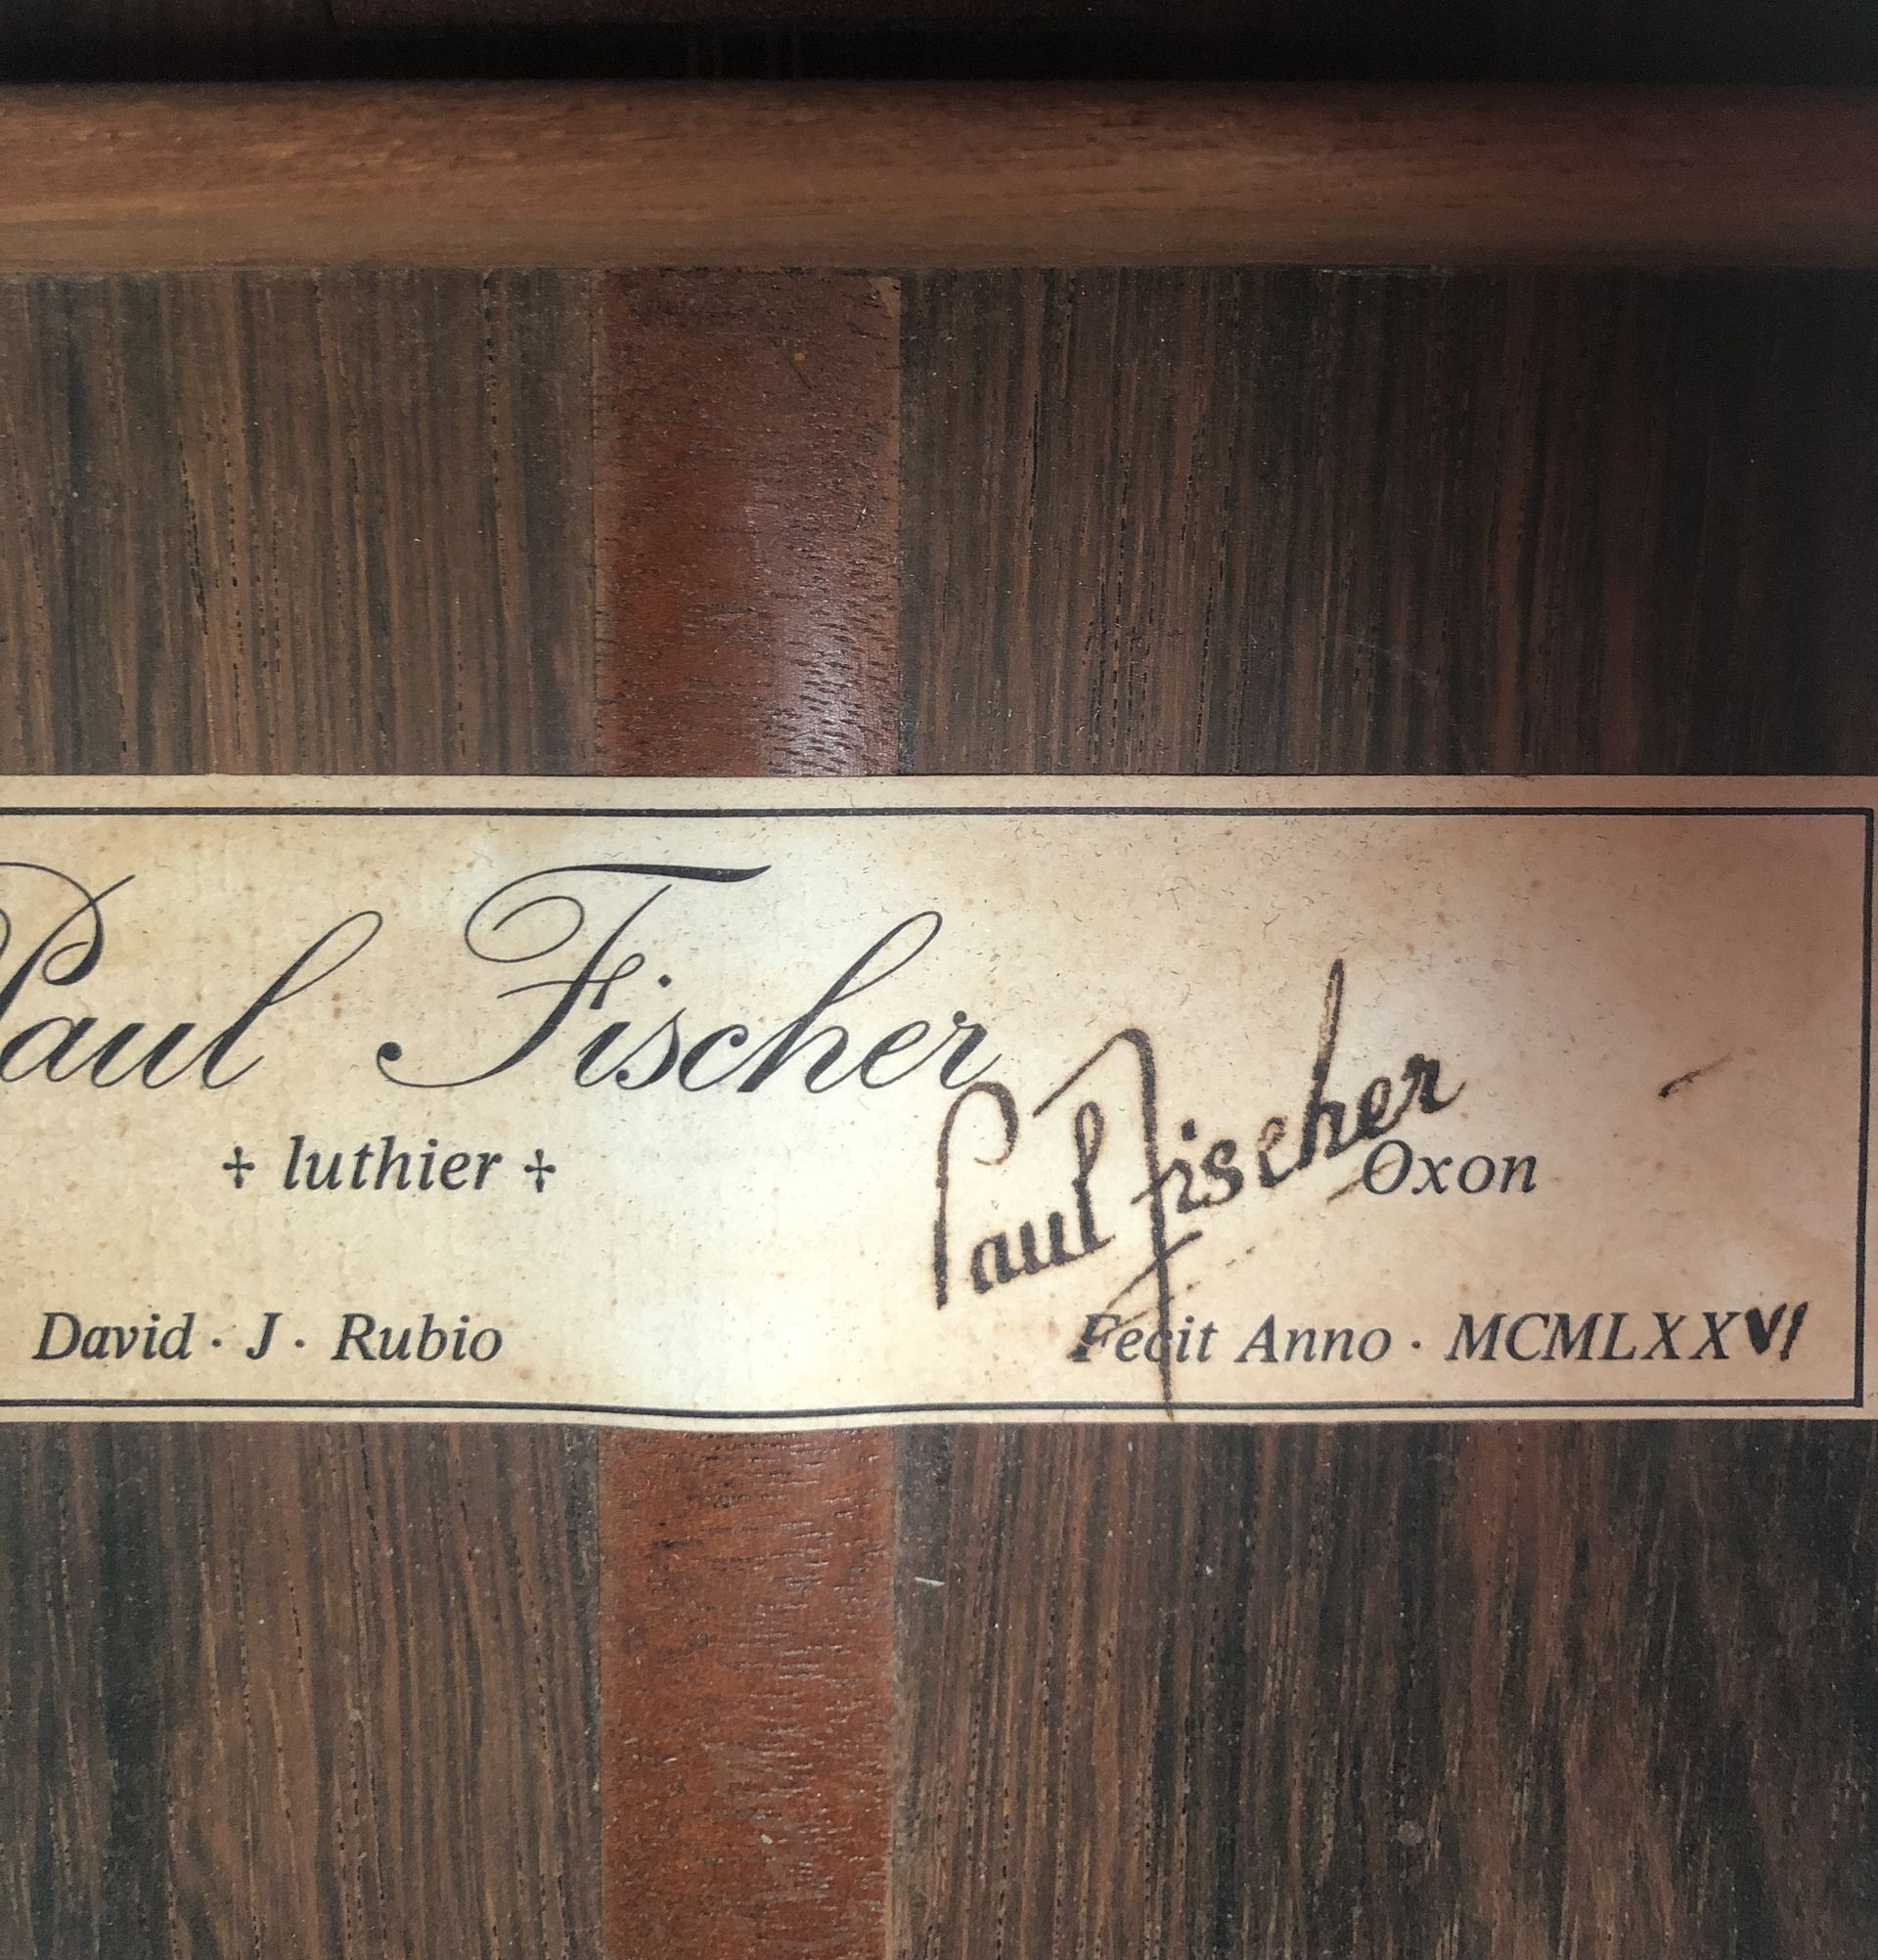 Paul Fischer
Paul Fischer
‡ luthier ‡
Oxon
David · J · Rubio
Fecit Anno · MCMLXXVI